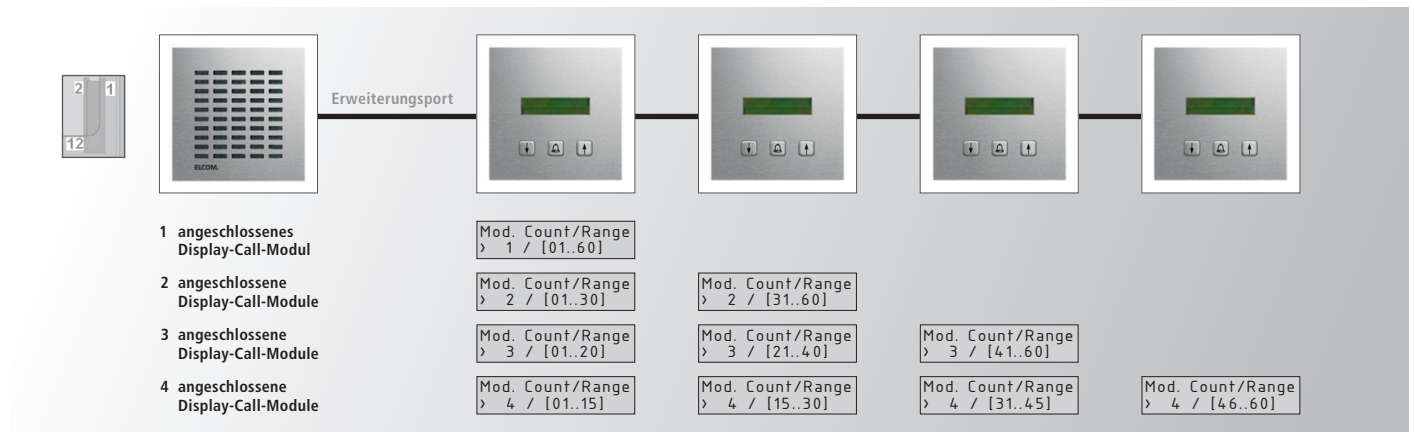 2 1
12
ELCOM.
Erweiterungsport
1 angeschlossenes
Display-Call-Modul
Mod. Count/Range
› 1 / [01..60]
2 angeschlossene
Display-Call-Module
Mod. Count/Range
› 2 / [01..30]
Mod. Count/Range
› 2 / [31..60]
3 angeschlossene
Display-Call-Module
Mod. Count/Range
› 3 / [01..20]
Mod. Count/Range
› 3 / [21..40]
Mod. Count/Range
› 3 / [41..60]
4 angeschlossene
Display-Call-Module
Mod. Count/Range
› 4 / [01..15]
Mod. Count/Range
› 4 / [15..30]
Mod. Count/Range
› 4 / [31..45]
Mod. Count/Range
› 4 / [46..60]